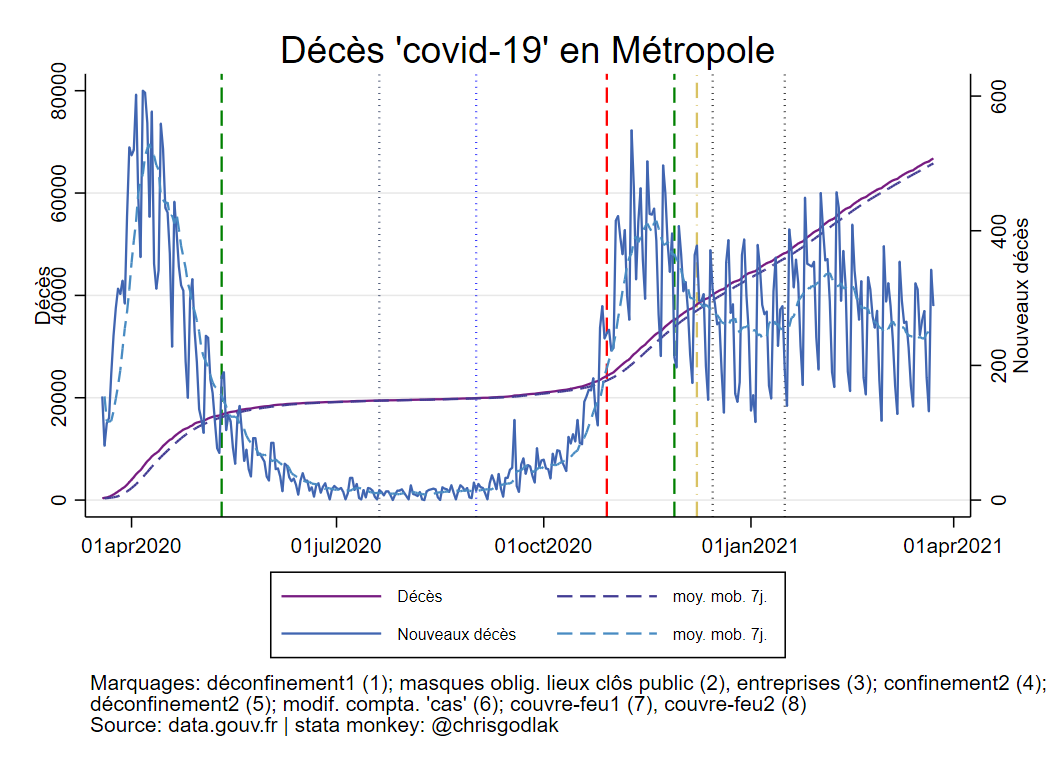 Décès 'covid-19' en Métropole
80000
60000
40000
20000
0
Décès
600
400
200
0
Nouveaux décès
01apr2020
01jul2020
01oct2020
01jan2021
01apr2021
Décès
moy. mob. 7j.
Nouveaux décès
moy. mob. 7j.
Marquages: déconfinement1 (1); masques oblig. lieux clôs public (2), entreprises (3); confinement2 (4);
déconfinement2 (5); modif. compta. 'cas' (6); couvre-feu1 (7), couvre-feu2 (8)
Source: data.gouv.fr | stata monkey: @chrisgodlak